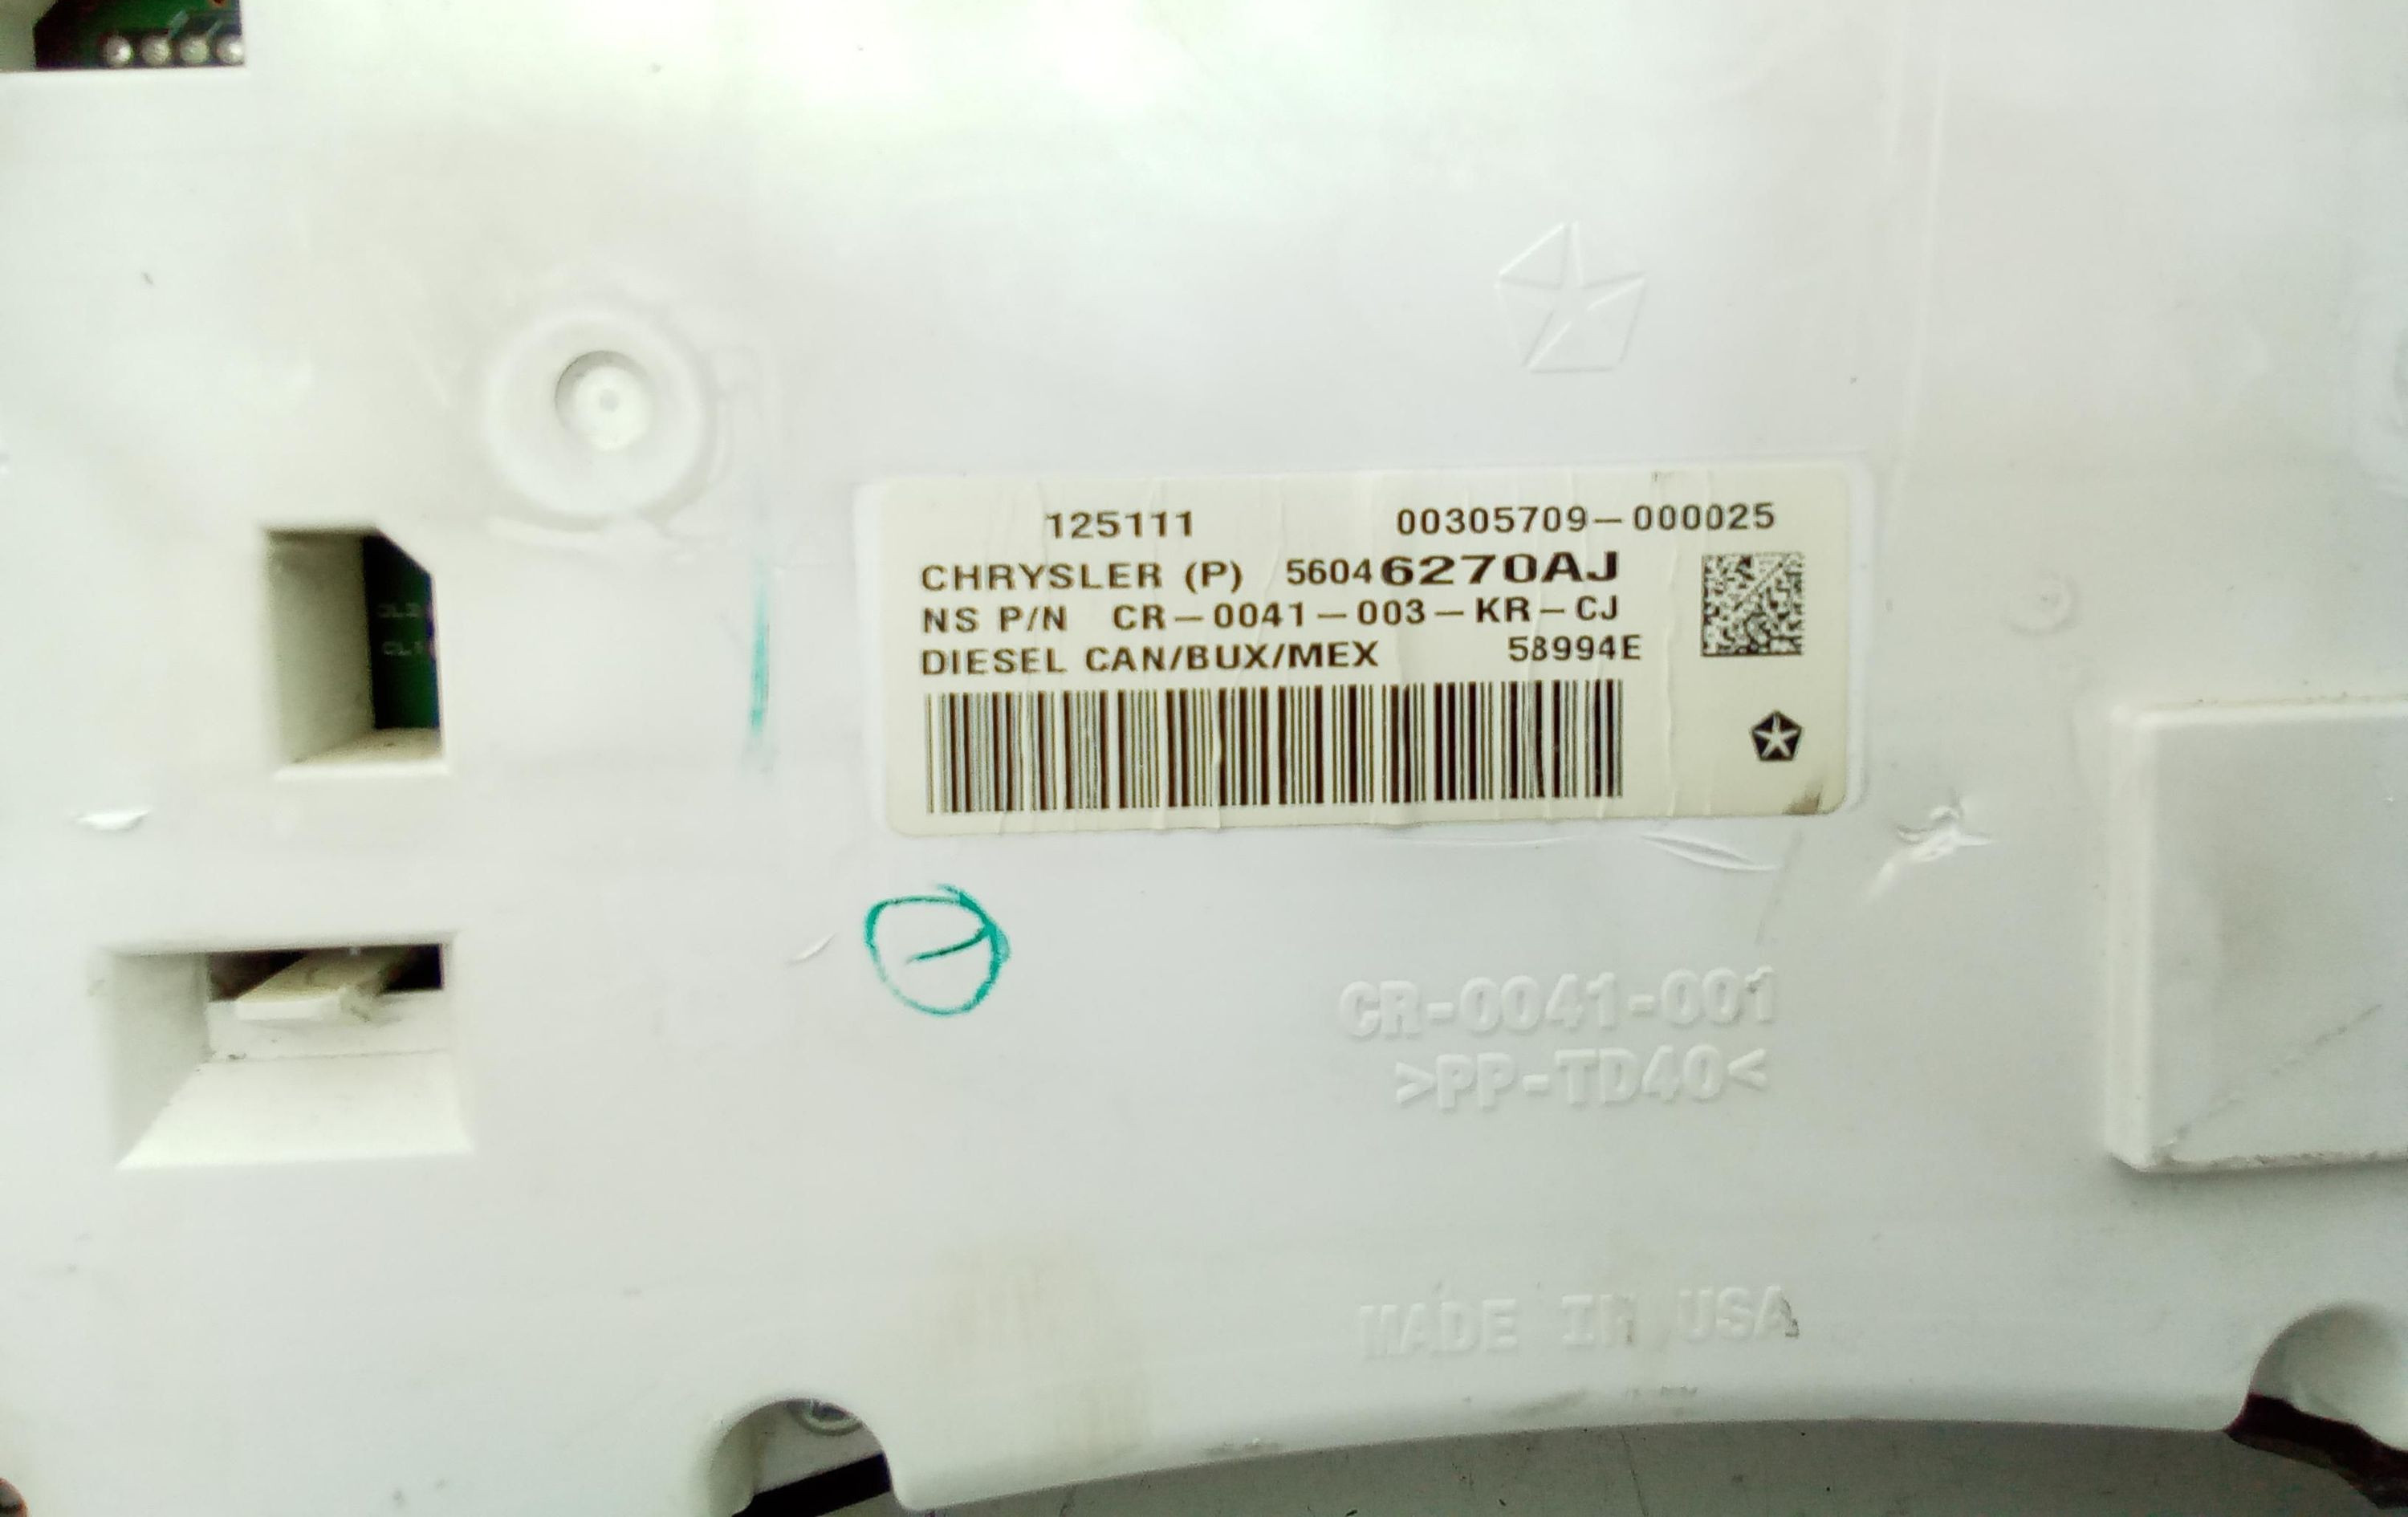 125111 00305709-000025
CHRYSLER (P) 56046270AJ
NS P/N CR-0041-003-KR-CJ
DIESEL CAN/BUX/MEX 58994E
CR-0041-001
>PP-TD40<
MADE IN USA